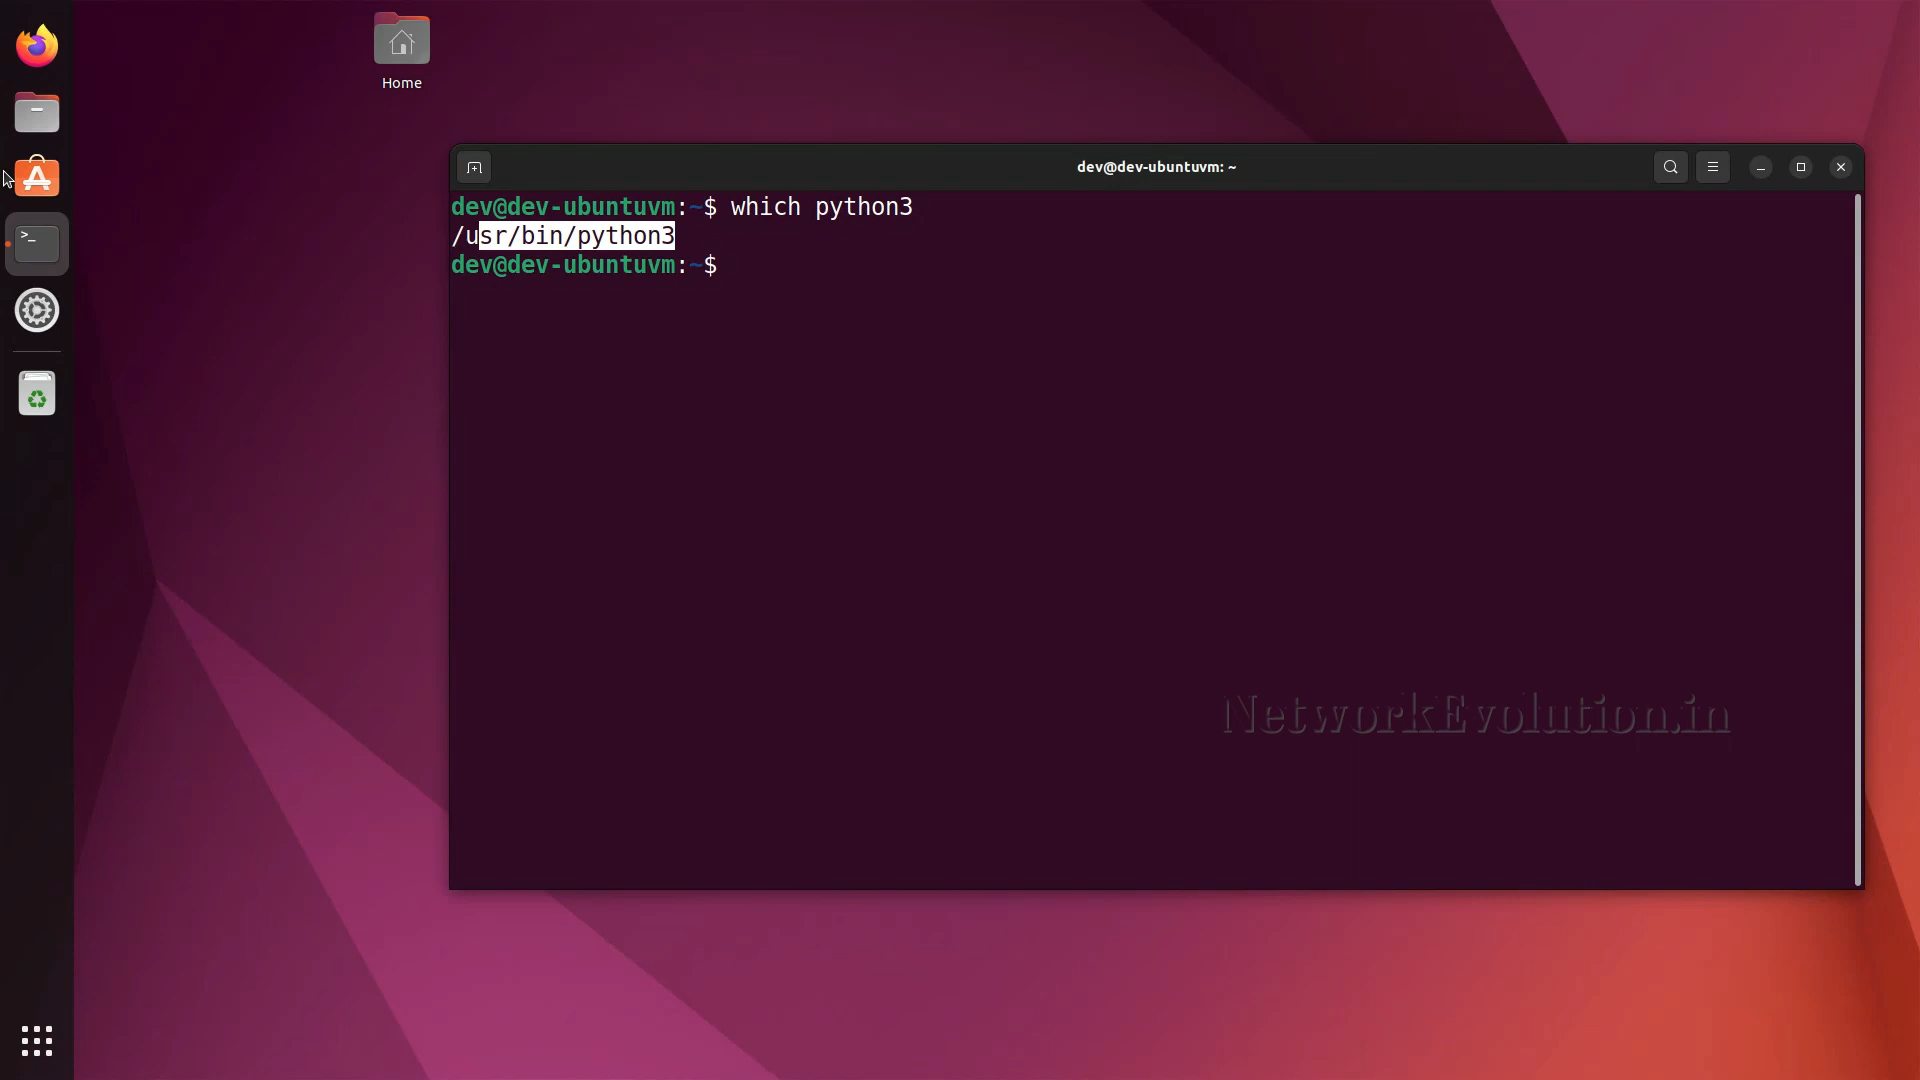 Home
dev@dev-ubuntuvm: ~
dev@dev-ubuntuvm:~$ which python3
/usr/bin/python3
dev@dev-ubuntuvm:~$
NetworkEvolution.in